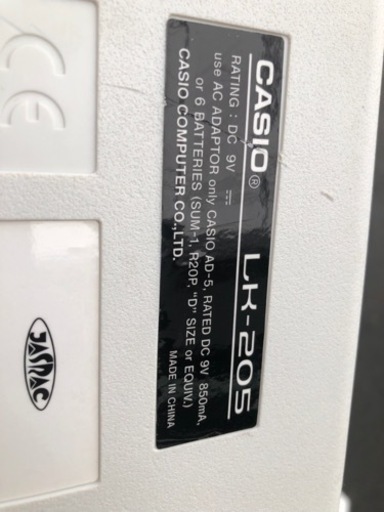 CASIO® LK-205
RATING : DC 9V ⎓
use AC ADAPTOR only CASIO AD-5, RATED DC 9V 850mA,
or 6 BATTERIES (SUM-1, R20P, "D" SIZE or EQUIV.)
CASIO COMPUTER CO.,LTD. MADE IN CHINA
CE
JASRAC